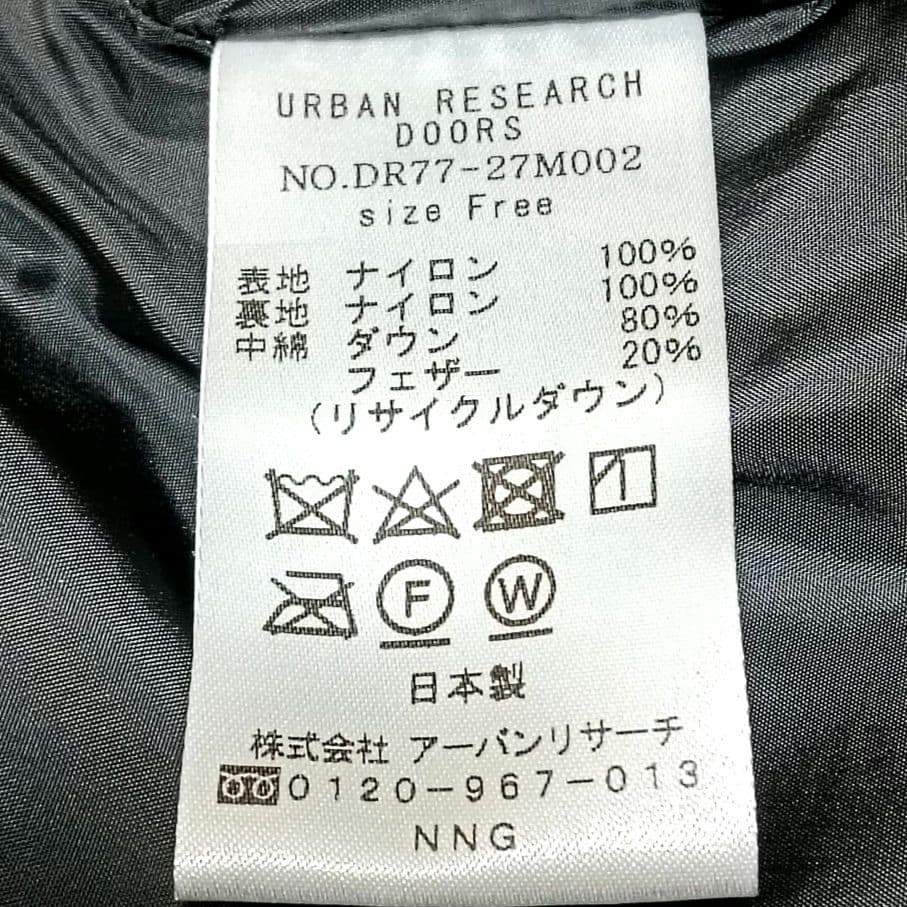 URBAN RESEARCH
DOORS
NO.DR77-27M002
size Free
表地 ナイロン 100%
裏地 ナイロン 100%
中綿 ダウン 80%
フェザー 20%
(リサイクルダウン)
F W
日本製
株式会社 アーバンリサーチ
0120-967-013
NNG